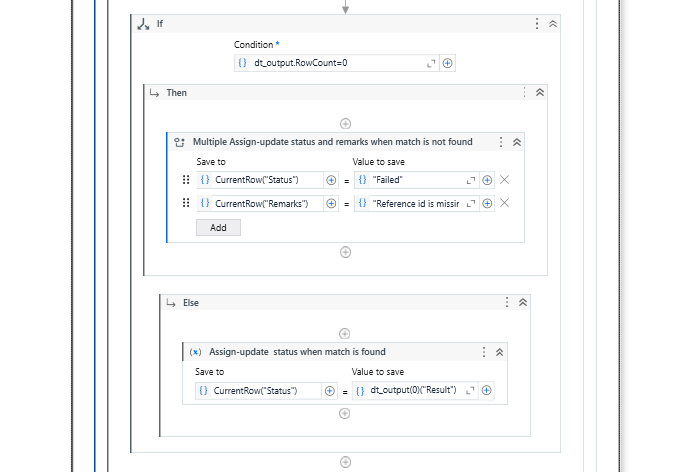 If
Condition *
dt_output.RowCount=0
Then
Multiple Assign-update status and remarks when match is not found
Save to Value to save
CurrentRow("Status") = "Failed"
CurrentRow("Remarks") = "Reference id is missir
Add
Else
(x) Assign-update status when match is found
Save to Value to save
CurrentRow("Status") = dt_output(0)("Result")